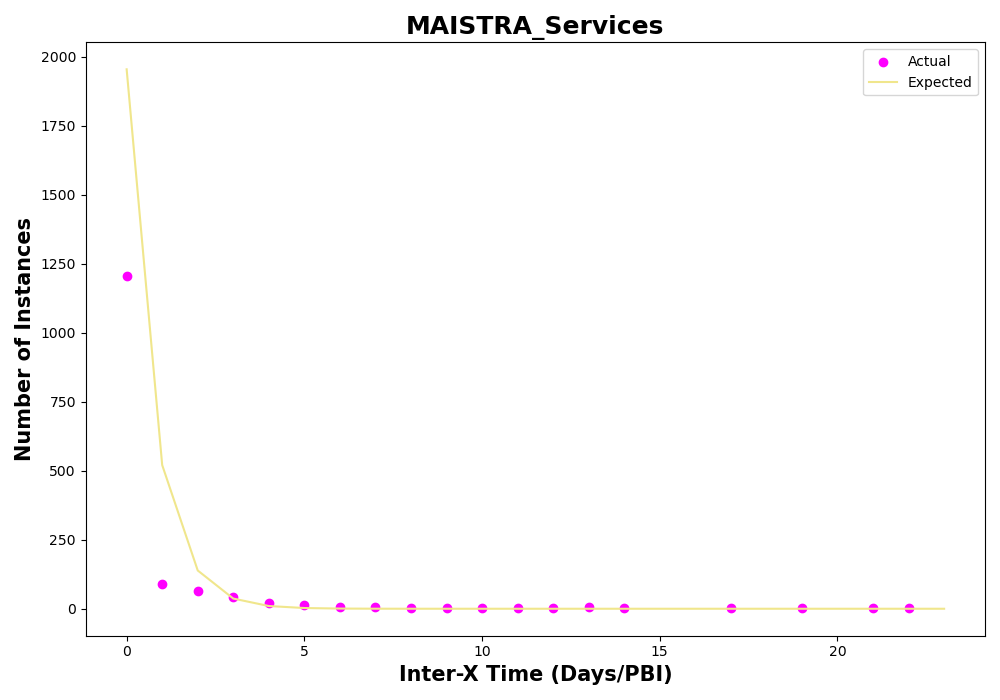 MAISTRA_Services
Actual
Expected
2000
1750
1500
1250
1000
750
500
250
0
Number of Instances
0 5 10 15 20
Inter-X Time (Days/PBI)